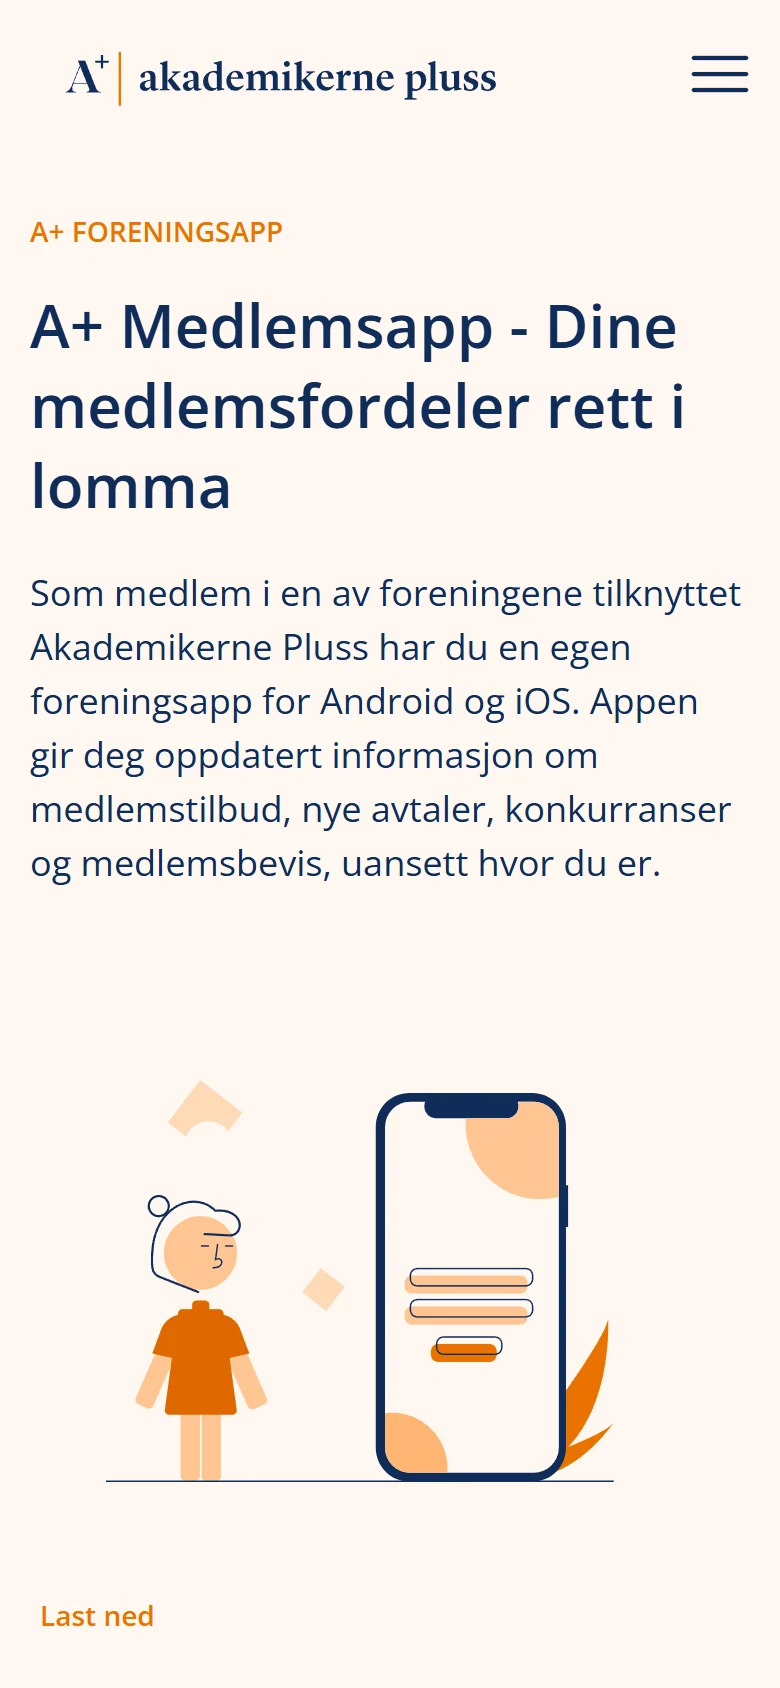 A+ akademikerne pluss
A+ FORENINGSAPP
A+ Medlemsapp - Dine
medlemsfordeler rett i
lomma
Som medlem i en av foreningene tilknyttet
Akademikerne Pluss har du en egen
foreningsapp for Android og iOS. Appen
gir deg oppdatert informasjon om
medlemstilbud, nye avtaler, konkurranser
og medlemsbevis, uansett hvor du er.
Last ned